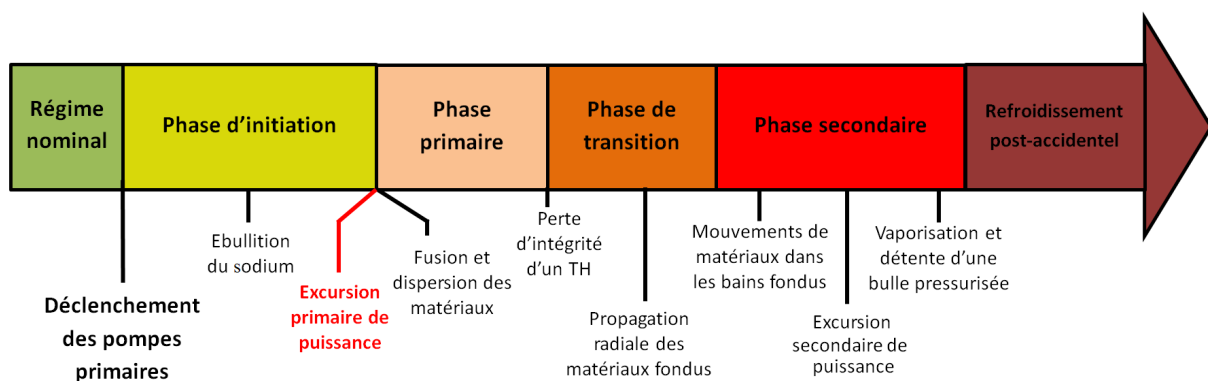 Régime
nominal
Phase d’initiation
Phase
primaire
Phase de
transition
Phase secondaire
Refroidissement
post-accidentel
Déclenchement
des pompes
primaires
Ebullition
du sodium
Excursion
primaire de
puissance
Fusion et
dispersion des
matériaux
Perte
d’intégrité
d’un TH
Propagation
radiale des
matériaux fondus
Mouvements de
matériaux dans
les bains fondus
Excursion
secondaire de
puissance
Vaporisation et
détente d’une
bulle pressurisée